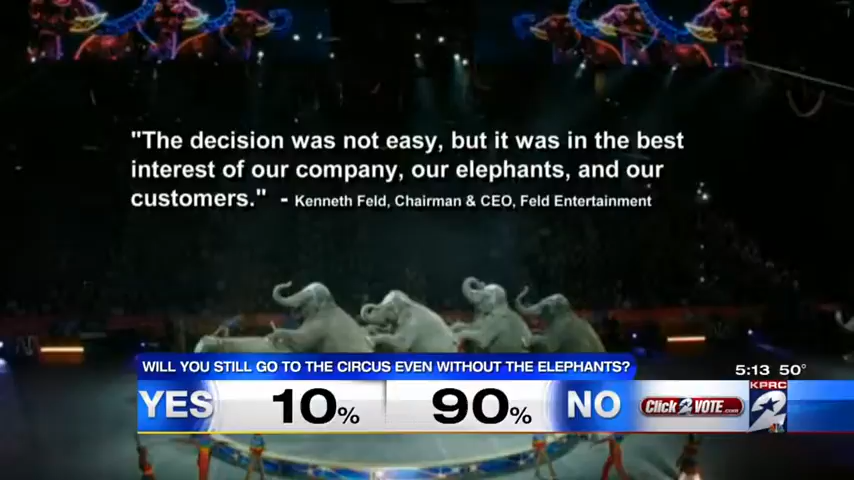 "The decision was not easy, but it was in the best
interest of our company, our elephants, and our
customers." - Kenneth Feld, Chairman & CEO, Feld Entertainment
WILL YOU STILL GO TO THE CIRCUS EVEN WITHOUT THE ELEPHANTS?
5:13 50°
YES 10% 90% NO Click2VOTE.com
KPRC
2